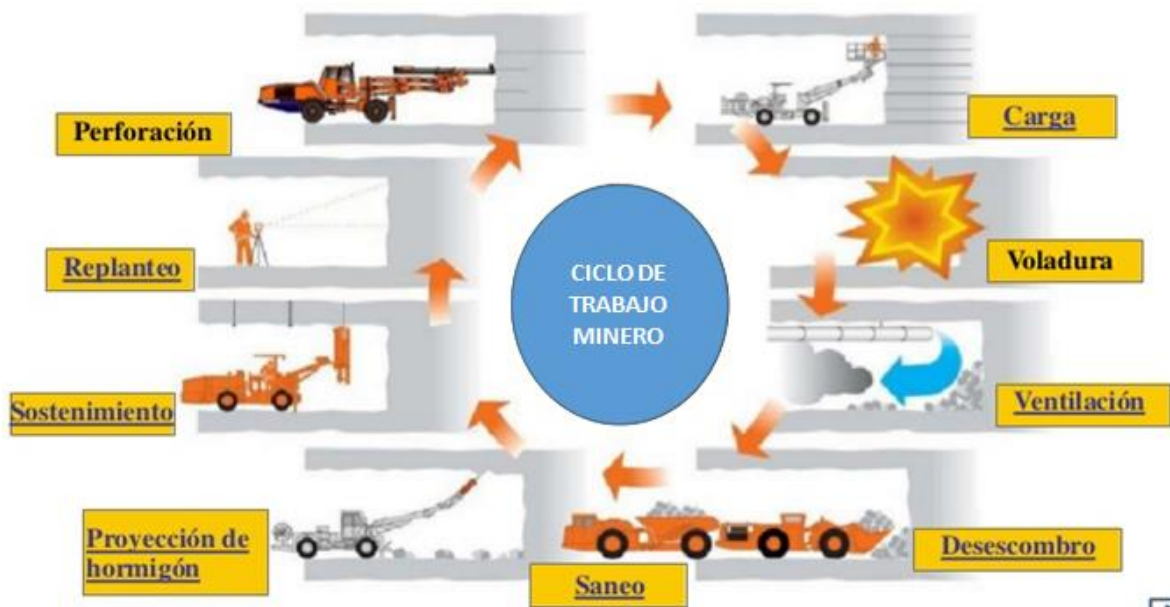 Perforación
Carga
Replanteo
CICLO DE
TRABAJO
MINERO
Voladura
Sostenimiento
Ventilación
Proyección de
hormigón
Saneo
Desescombro